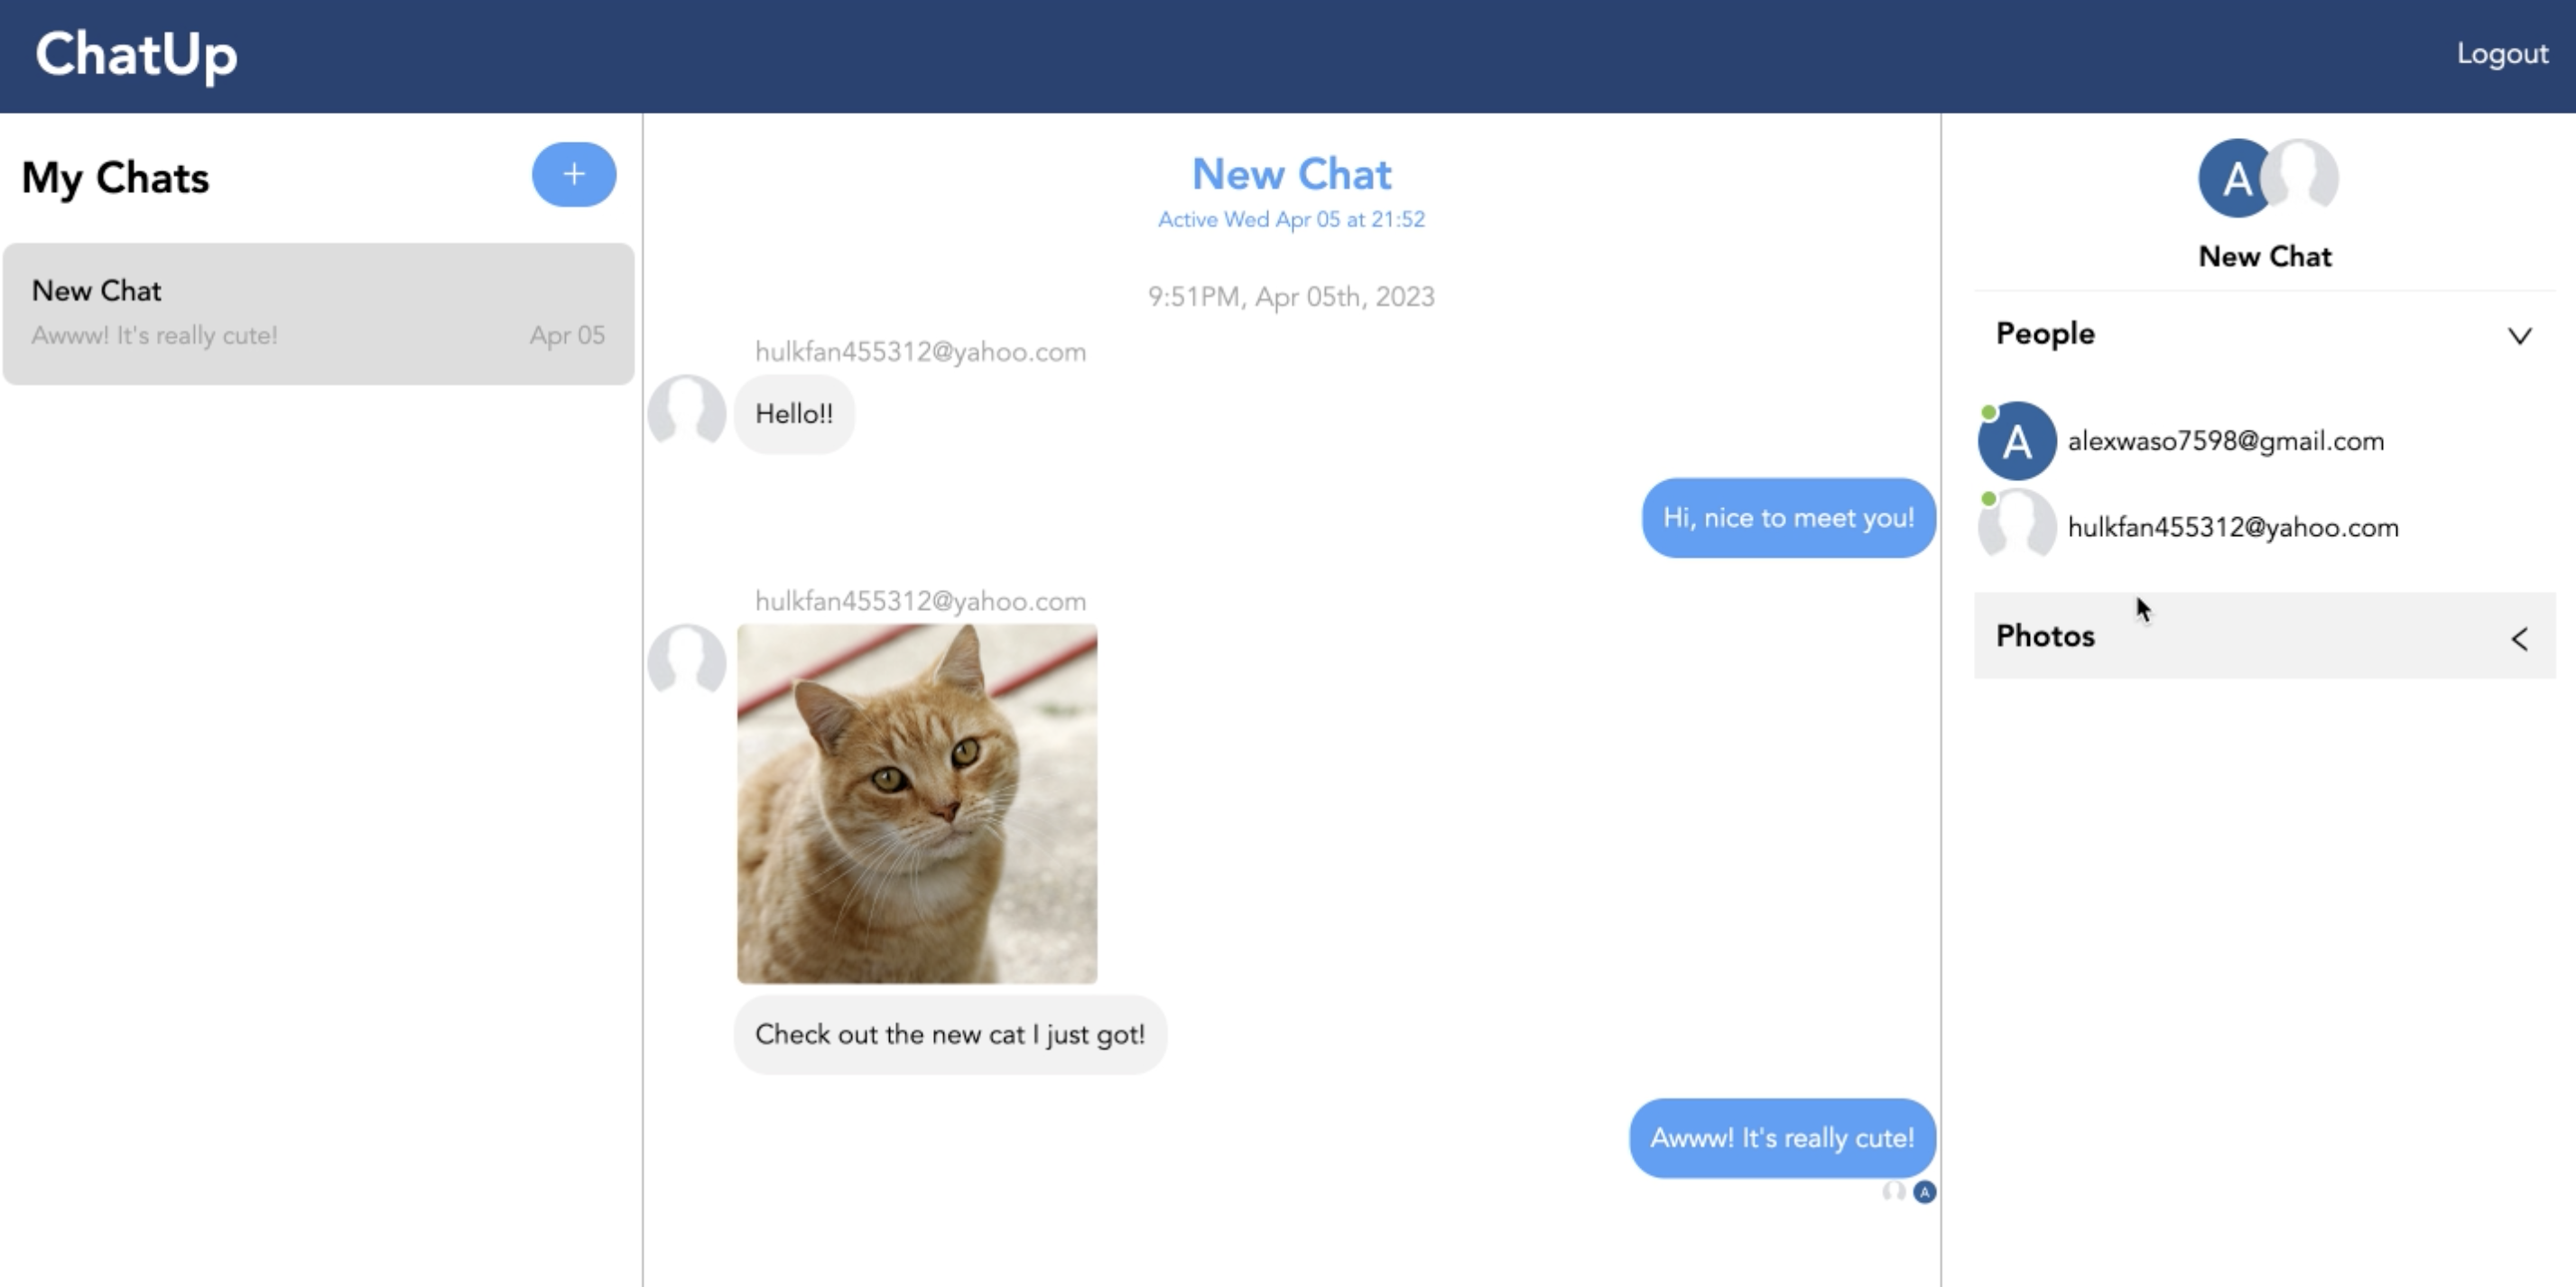 ChatUp
Logout
My Chats
+
New Chat
Awww! It's really cute!
Apr 05
New Chat
Active Wed Apr 05 at 21:52
9:51PM, Apr 05th, 2023
hulkfan455312@yahoo.com
Hello!!
Hi, nice to meet you!
hulkfan455312@yahoo.com
Check out the new cat I just got!
Awww! It's really cute!
A
A
New Chat
People
A
alexwaso7598@gmail.com
hulkfan455312@yahoo.com
Photos